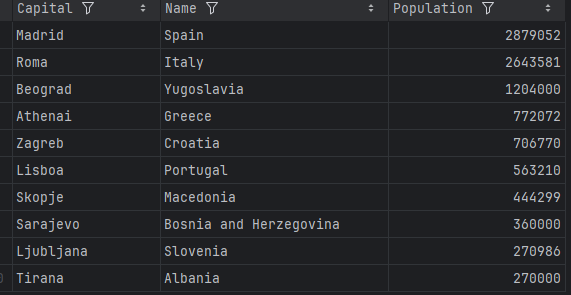 Capital Name Population
Madrid Spain 2879052
Roma Italy 2643581
Beograd Yugoslavia 1204000
Athenai Greece 772072
Zagreb Croatia 706770
Lisboa Portugal 563210
Skopje Macedonia 444299
Sarajevo Bosnia and Herzegovina 360000
Ljubljana Slovenia 270986
Tirana Albania 270000